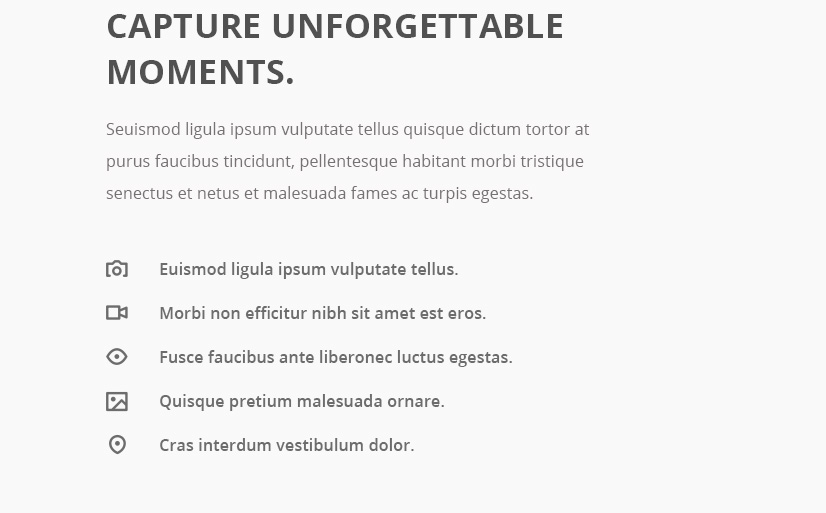 CAPTURE UNFORGETTABLE
MOMENTS.
Seuismod ligula ipsum vulputate tellus quisque dictum tortor at
purus faucibus tincidunt, pellentesque habitant morbi tristique
senectus et netus et malesuada fames ac turpis egestas.
Euismod ligula ipsum vulputate tellus.
Morbi non efficitur nibh sit amet est eros.
Fusce faucibus ante liberonec luctus egestas.
Quisque pretium malesuada ornare.
Cras interdum vestibulum dolor.